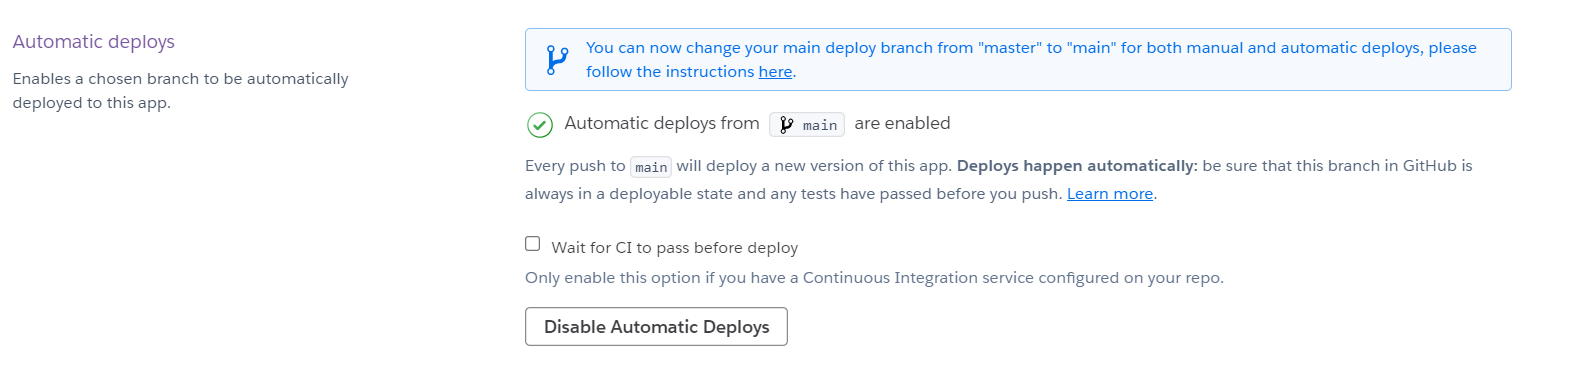 Automatic deploys
Enables a chosen branch to be automatically
deployed to this app.
You can now change your main deploy branch from "master" to "main" for both manual and automatic deploys, please
follow the instructions here.
Automatic deploys from main are enabled
Every push to main will deploy a new version of this app. Deploys happen automatically: be sure that this branch in GitHub is
always in a deployable state and any tests have passed before you push. Learn more.
Wait for CI to pass before deploy
Only enable this option if you have a Continuous Integration service configured on your repo.
Disable Automatic Deploys